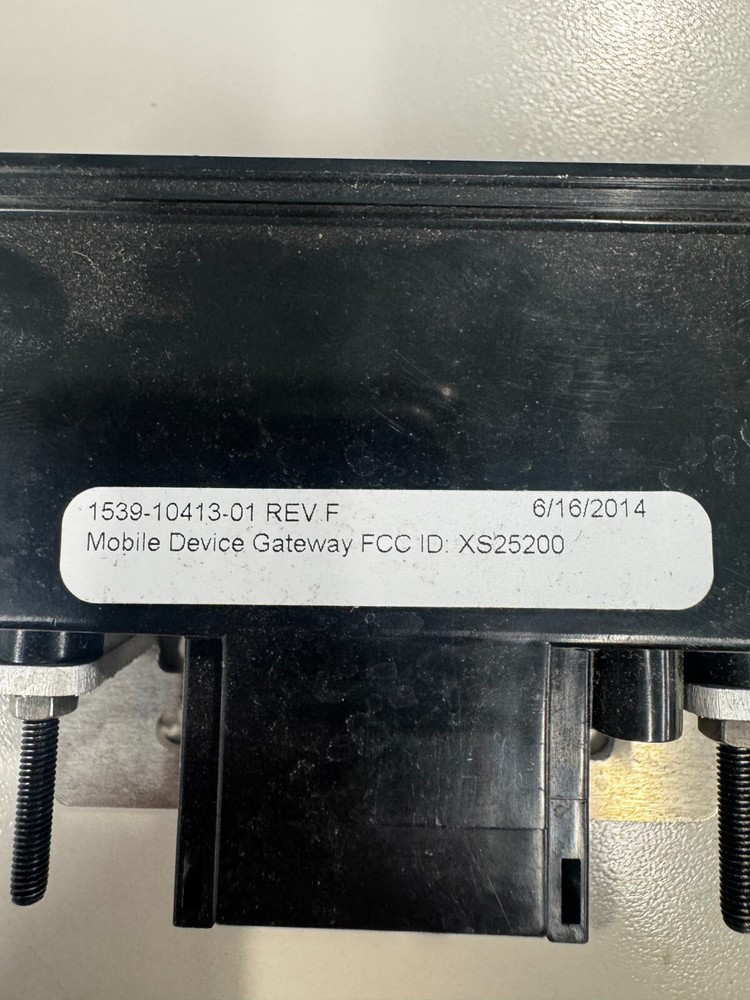 1539-10413-01 REV F 6/16/2014
Mobile Device Gateway FCC ID: XS25200